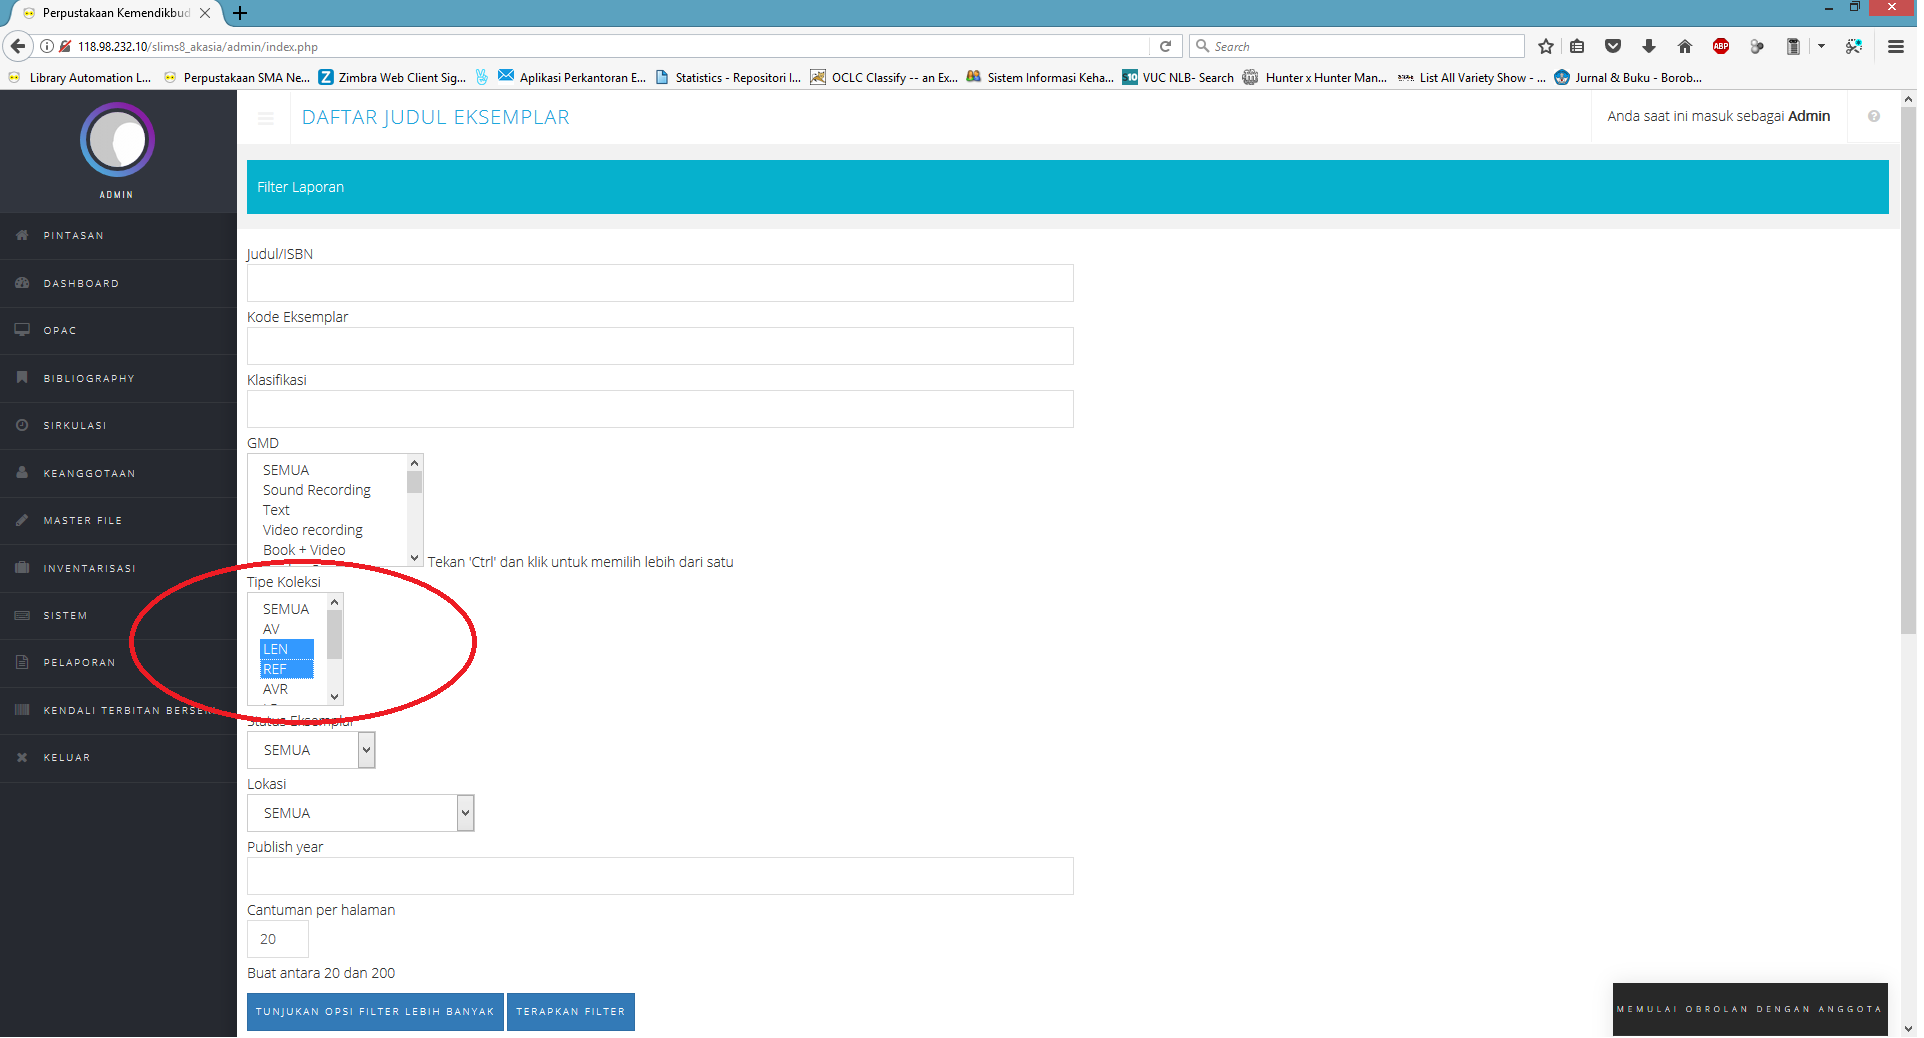 Perpustakaan Kemendikbud
118.98.232.10/slims8_akasia/admin/index.php
Search
ABP
Library Automation L...
Perpustakaan SMA Ne...
Zimbra Web Client Sig...
Aplikasi Perkantoran E...
Statistics - Repositori I...
OCLC Classify -- an Ex...
Sistem Informasi Keha...
VUC NLB- Search
Hunter x Hunter Man...
List All Variety Show - ...
Jurnal & Buku - Borob...
ADMIN
PINTASAN
DASHBOARD
OPAC
BIBLIOGRAPHY
SIRKULASI
KEANGGOTAAN
MASTER FILE
INVENTARISASI
SISTEM
PELAPORAN
KENDALI TERBITAN
KELUAR
DAFTAR JUDUL EKSEMPLAR
Anda saat ini masuk sebagai Admin
Filter Laporan
Judul/ISBN
Kode Eksemplar
Klasifikasi
GMD
SEMUA
Sound Recording
Text
Video recording
Book + Video
Tekan 'Ctrl' dan klik untuk memilih lebih dari satu
Tipe Koleksi
SEMUA
AV
LEN
REF
AVR
Status Eksemplar
SEMUA
Lokasi
SEMUA
Publish year
Cantuman per halaman
20
Buat antara 20 dan 200
TUNJUKAN OPSI FILTER LEBIH BANYAK
TERAPKAN FILTER
MEMULAI OBROLAN DENGAN ANGGOTA